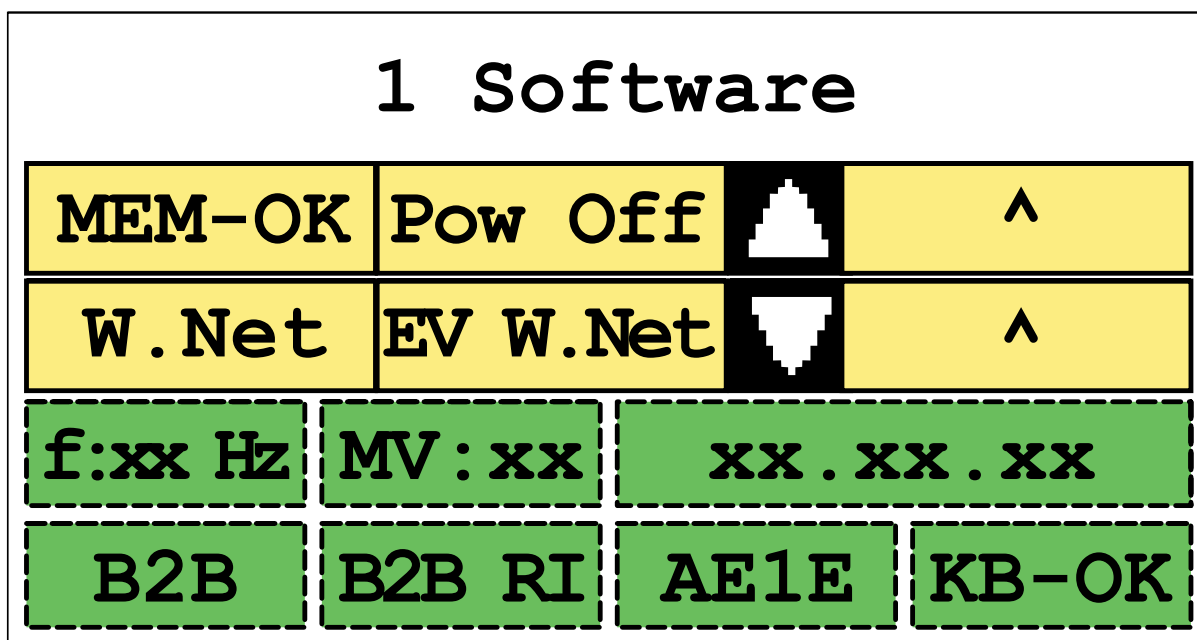 1 Software
MEM-OK Pow Off ^
W.Net EV W.Net ^
f:xx Hz MV:xx xx.xx.xx
B2B B2B RI AE1E KB-OK